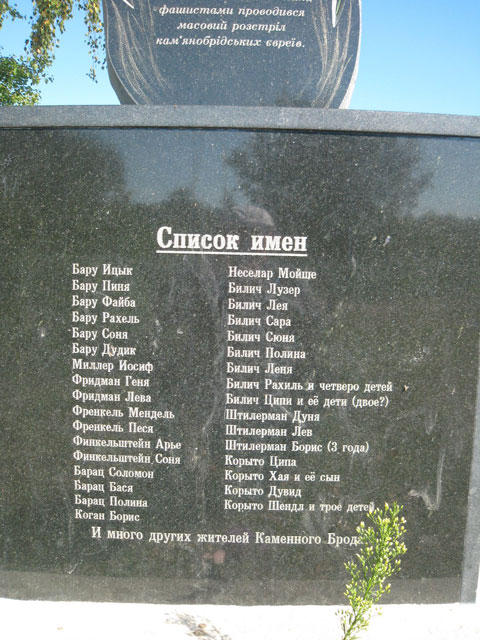 фашистами проводився
масовий розстріл
кам'янобрідських євреїв.
Список имен
Бару Ицык
Бару Пиня
Бару Файба
Бару Рахель
Бару Соня
Бару Дудик
Миллер Иосиф
Фридман Геня
Фридман Лева
Френкель Мендель
Френкель Песя
Финкельштейн Арье
Финкельштейн Соня
Барац Соломон
Барац Бася
Барац Полина
Коган Борис
Неселар Мойше
Билич Лузер
Билич Лея
Билич Сара
Билич Сюня
Билич Полина
Билич Леня
Билич Рахиль и четверо детей
Билич Ципи и её дети (двое?)
Штилерман Дуня
Штилерман Лев
Штилерман Борис (3 года)
Корыто Ципа
Корыто Хая и её сын
Корыто Дувид
Корыто Шендл и трое детей
И много других жителей Каменного Брода